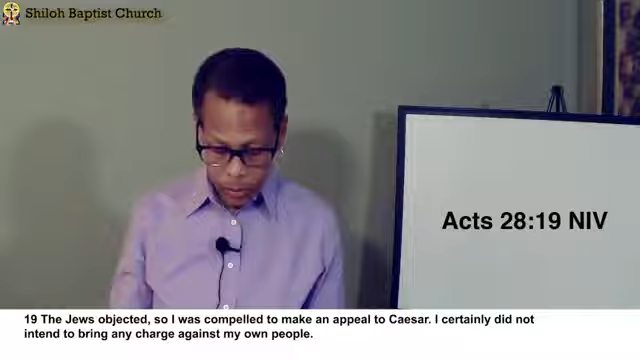 Shiloh Baptist Church
Acts 28:19 NIV
19 The Jews objected, so I was compelled to make an appeal to Caesar. I certainly did not
intend to bring any charge against my own people.